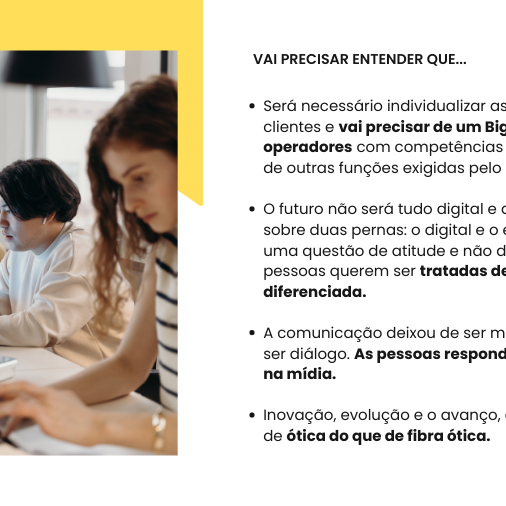 VAI PRECISAR ENTENDER QUE...
• Será necessário individualizar as
clientes e vai precisar de um Big
operadores com competências
de outras funções exigidas pelo
• O futuro não será tudo digital e
sobre duas pernas: o digital e o
uma questão de atitude e não
pessoas querem ser tratadas de
diferenciada.
• A comunicação deixou de ser
ser diálogo. As pessoas
na mídia.
• Inovação, evolução e o avanço,
de ótica do que de fibra ótica.